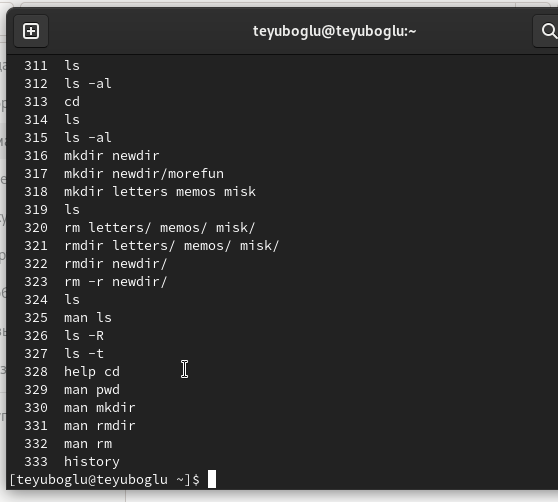 teyuboglu@teyuboglu:~
311 ls
312 ls -al
313 cd
314 ls
315 ls -al
316 mkdir newdir
317 mkdir newdir/morefun
318 mkdir letters memos misk
319 ls
320 rm letters/ memos/ misk/
321 rmdir letters/ memos/ misk/
322 rmdir newdir/
323 rm -r newdir/
324 ls
325 man ls
326 ls -R
327 ls -t
328 help cd
329 man pwd
330 man mkdir
331 man rmdir
332 man rm
333 history
[teyuboglu@teyuboglu ~]$